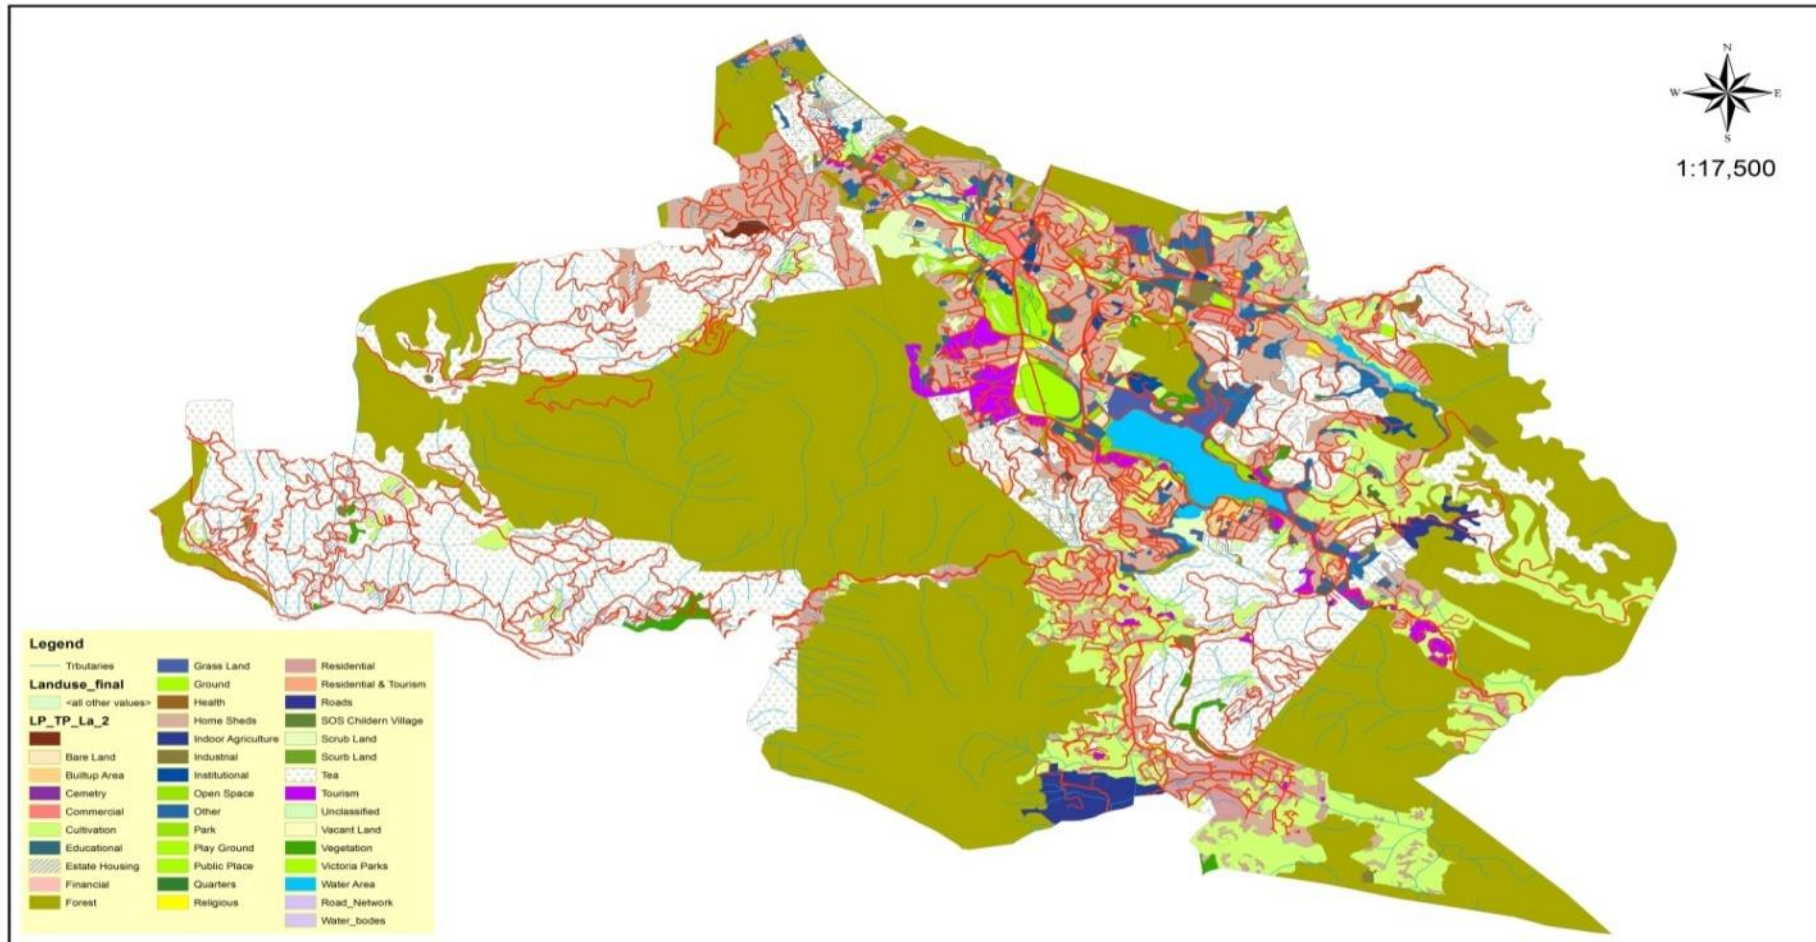 N
W E
S
1:17,500
Legend
Trbutaries
Landuse_final
<all other values>
LP_TP_La_2
Bare Land
Builtup Area
Cemetry
Commercial
Cultivation
Educational
Estate Housing
Financial
Forest
Grass Land
Ground
Health
Home Sheds
Indoor Agriculture
Industrial
Institutional
Open Space
Other
Park
Play Ground
Public Place
Quarters
Religious
Residential
Residential & Tourism
Roads
SOS Childern Village
Scrub Land
Scurb Land
Tea
Tourism
Unclassified
Vacant Land
Vegetation
Victoria Parks
Water Area
Road_Network
Water_bodes